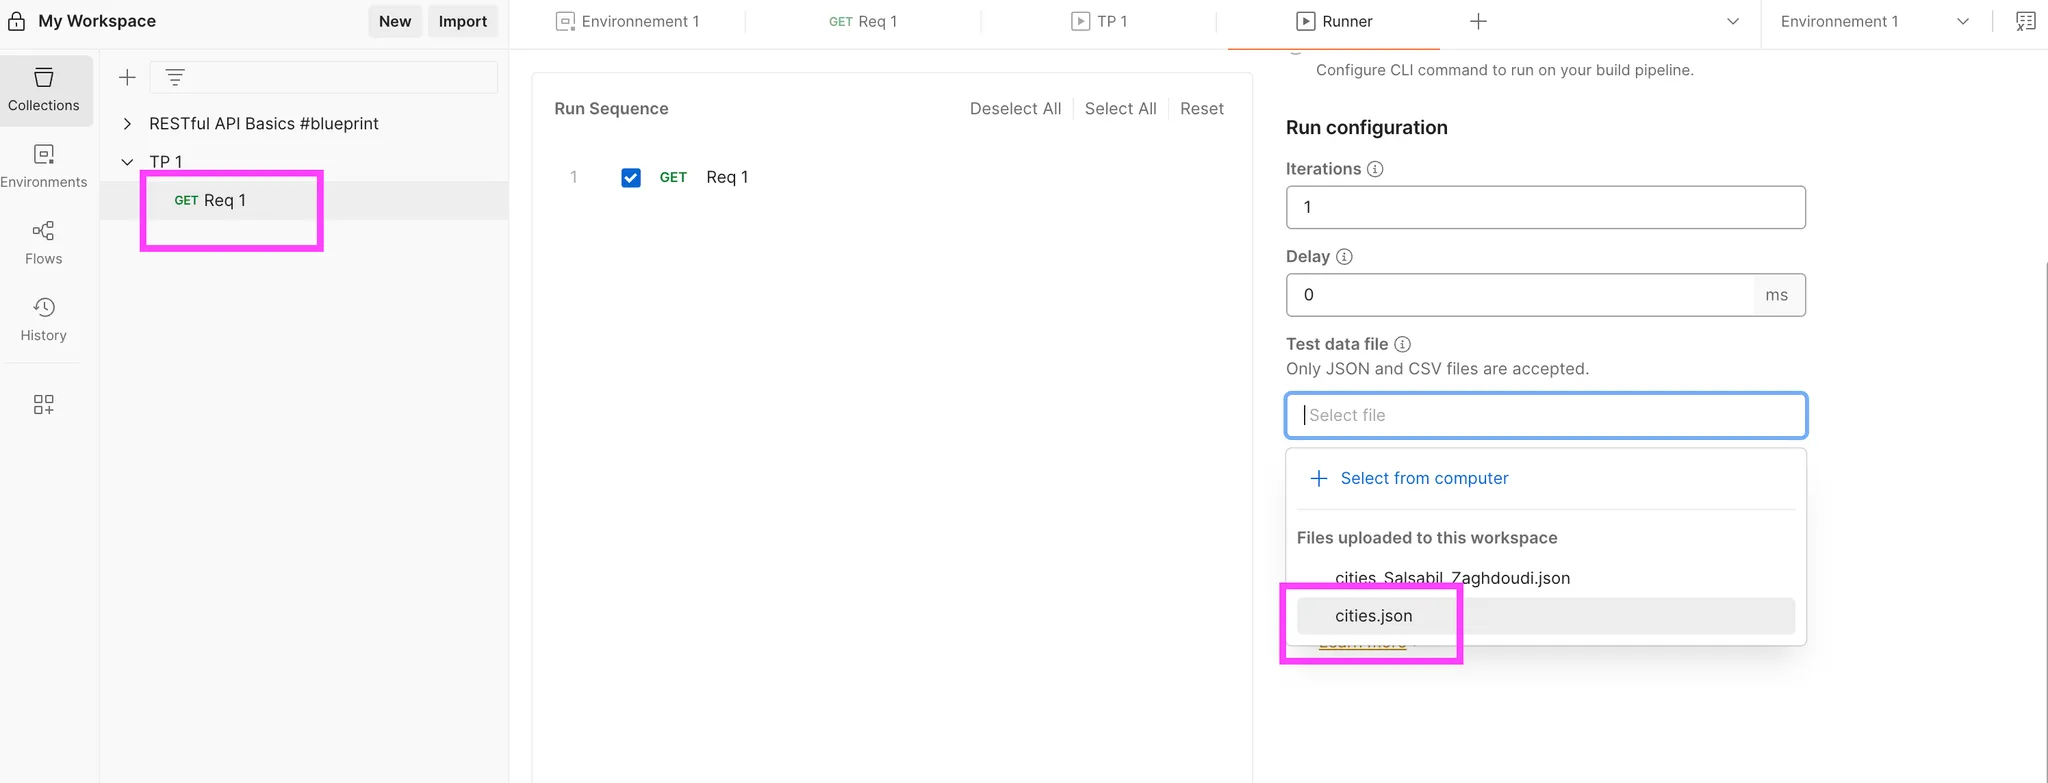 My Workspace
New
Import
Environnement 1
GET Req 1
TP 1
Runner
Environnement 1
Collections
Environments
Flows
History
RESTful API Basics #blueprint
TP 1
GET Req 1
Run Sequence
Deselect All
Select All
Reset
1
GET
Req 1
Configure CLI command to run on your build pipeline.
Run configuration
Iterations
1
Delay
0
ms
Test data file
Only JSON and CSV files are accepted.
Select file
Select from computer
Files uploaded to this workspace
cities_Salsabil_Zaghdoudi.json
cities.json
Learn more